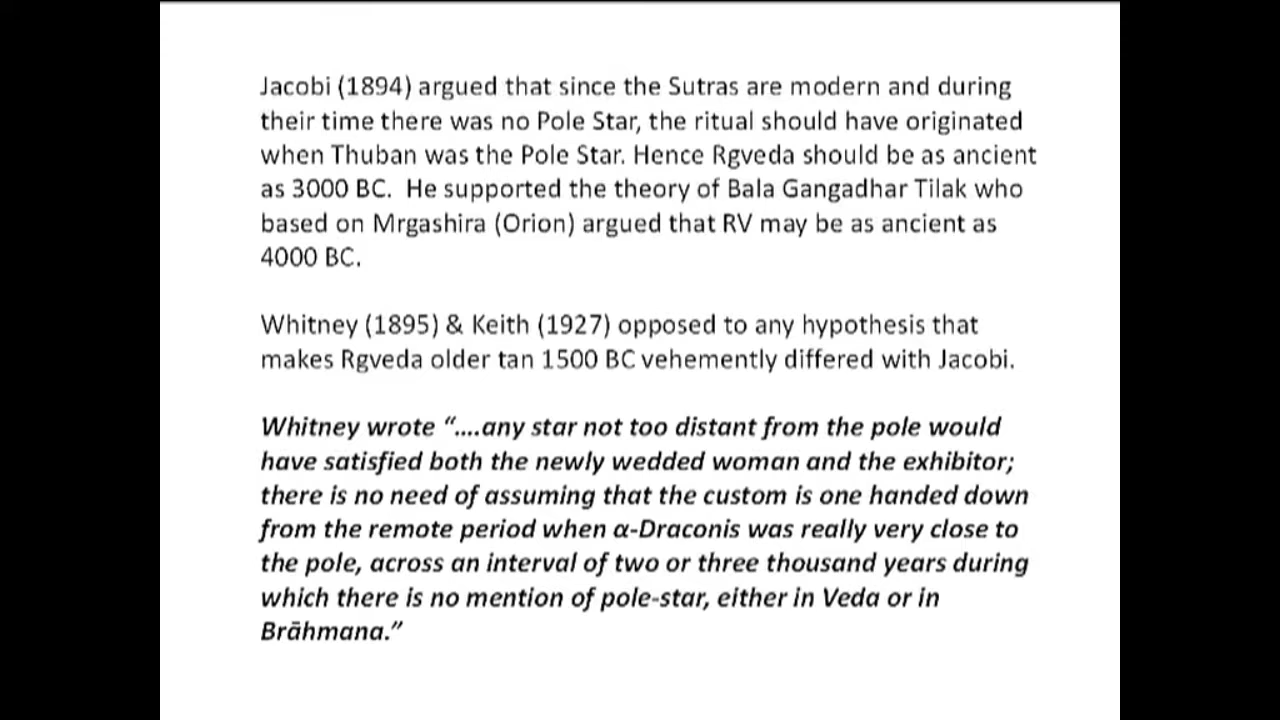 Jacobi (1894) argued that since the Sutras are modern and during
their time there was no Pole Star, the ritual should have originated
when Thuban was the Pole Star. Hence Rgveda should be as ancient
as 3000 BC.  He supported the theory of Bala Gangadhar Tilak who
based on Mrgashira (Orion) argued that RV may be as ancient as
4000 BC.
Whitney (1895) & Keith (1927) opposed to any hypothesis that
makes Rgveda older tan 1500 BC vehemently differed with Jacobi.
Whitney wrote “....any star not too distant from the pole would
have satisfied both the newly wedded woman and the exhibitor;
there is no need of assuming that the custom is one handed down
from the remote period when α-Draconis was really very close to
the pole, across an interval of two or three thousand years during
which there is no mention of pole-star, either in Veda or in
Brāhmana.”